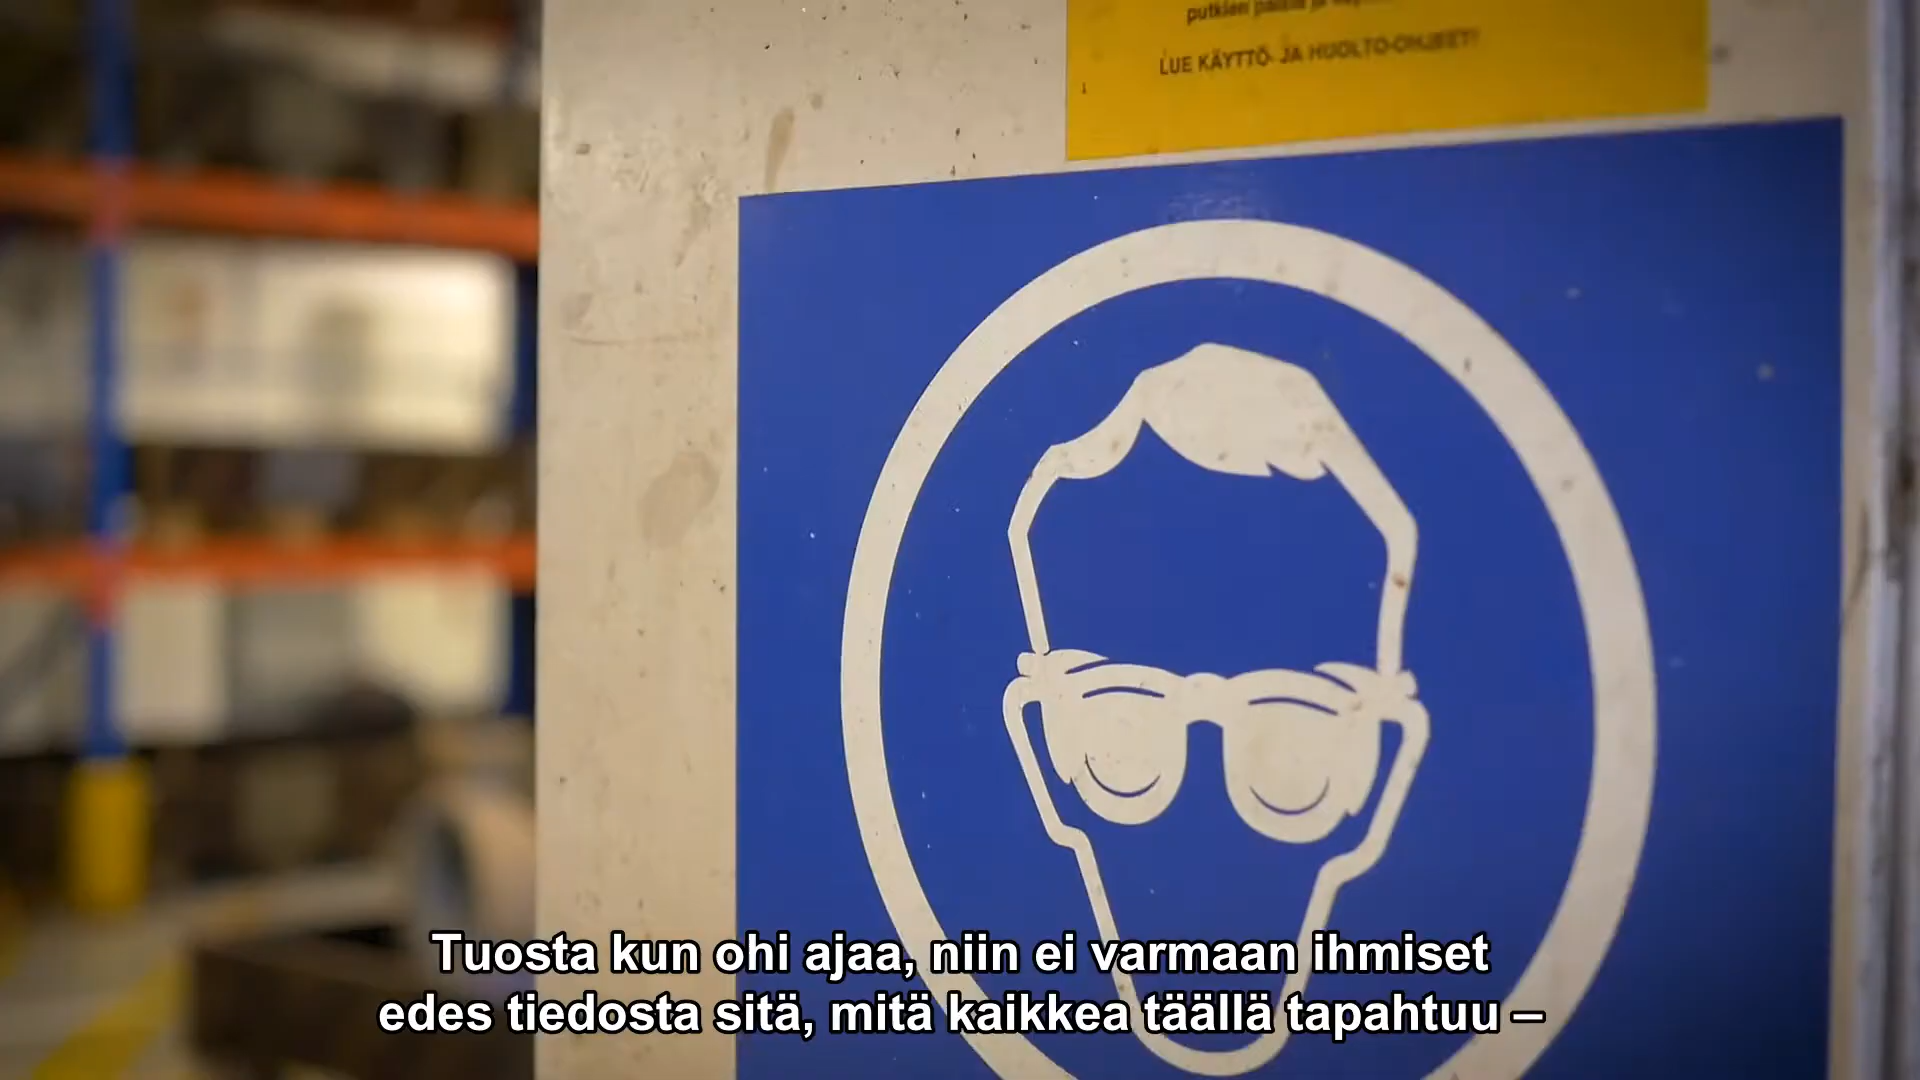 putkien
LUE KÄYTTÖ- JA HUOLTO-OHJEET!
Tuosta kun ohi ajaa, niin ei varmaan ihmiset
edes tiedosta sitä, mitä kaikkea täällä tapahtuu –